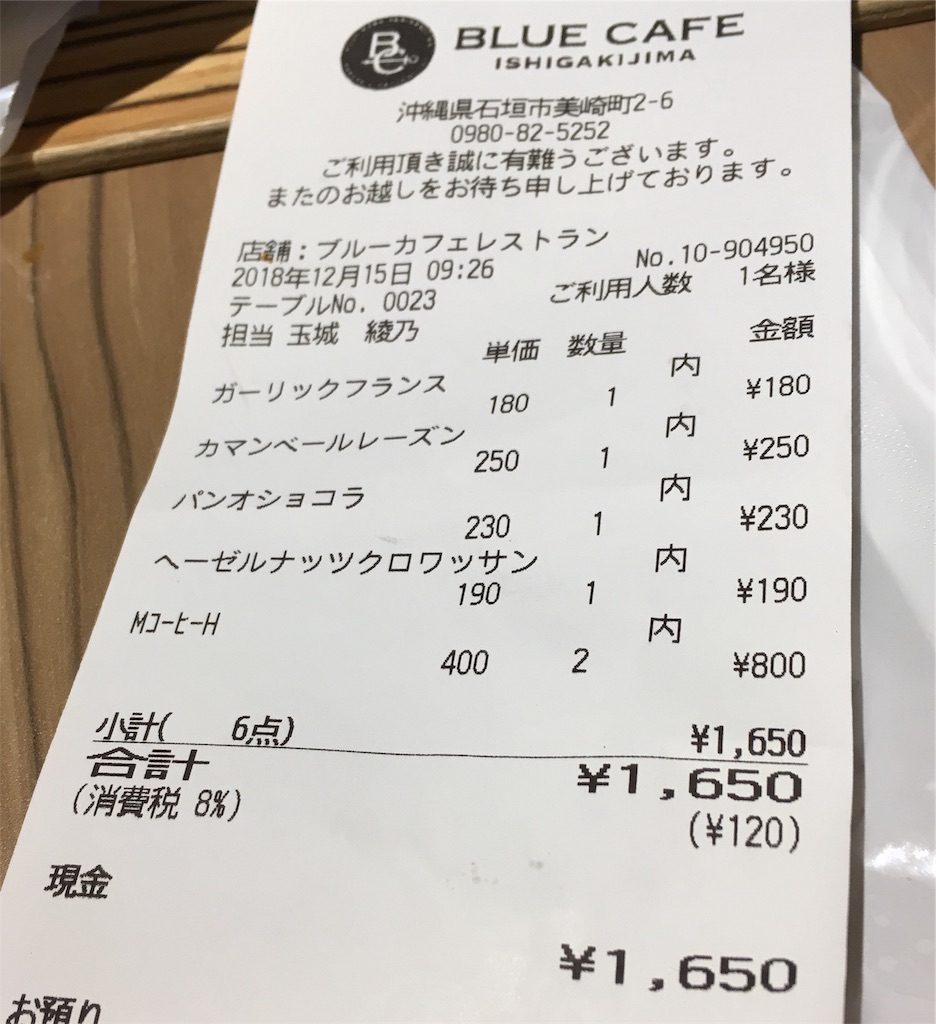 BC
BLUE CAFE
ISHIGAKIJIMA
沖縄県石垣市美崎町2-6
0980-82-5252
ご利用頂き誠に有難うございます。
またのお越しをお待ち申し上げております。
店舗：ブルーカフェレストラン No.10-904950
2018年12月15日 09:26
テーブルNo. 0023 ご利用人数 1名様
担当 玉城 綾乃
単価 数量 金額
ガーリックフランス 内
180 1 ¥180
カマンベールレーズン 内
250 1 ¥250
パンオショコラ 内
230 1 ¥230
ヘーゼルナッツクロワッサン 内
190 1 ¥190
MコーヒーH 内
400 2 ¥800
小計( 6点) ¥1,650
合計 ¥1,650
(消費税 8%) (¥120)
現金
¥1,650
お預り